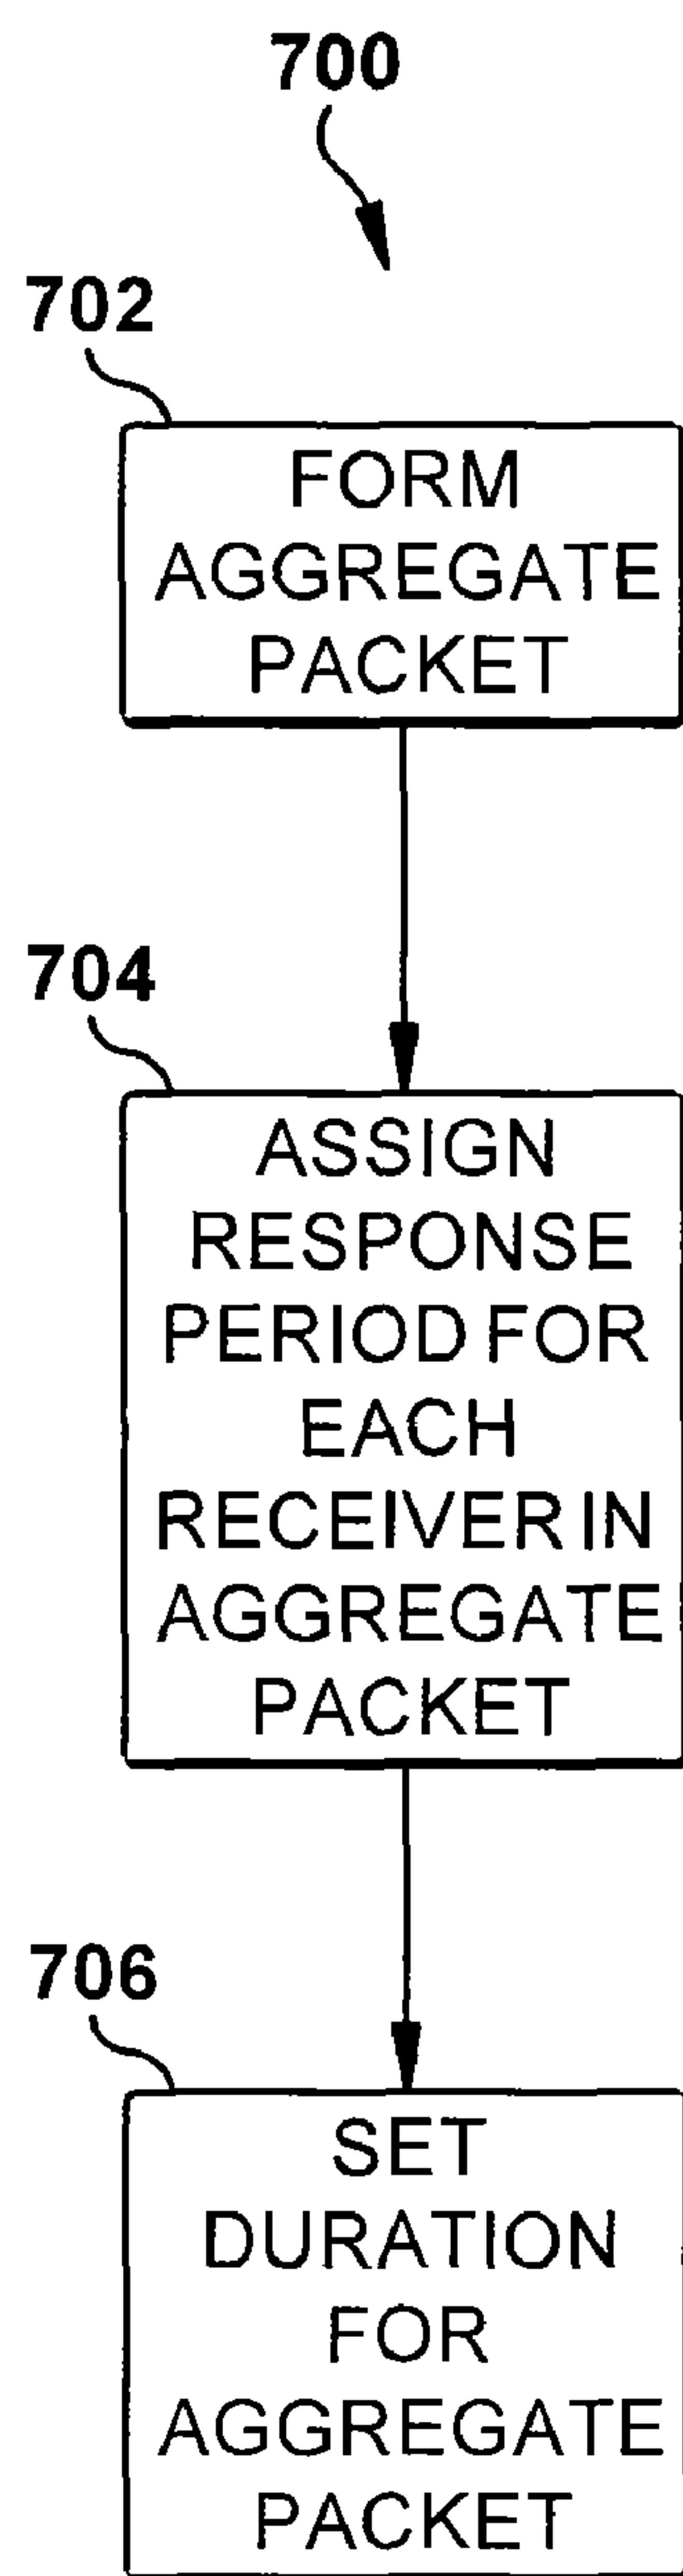 700
702
FORM
AGGREGATE
PACKET
704
ASSIGN
RESPONSE
PERIOD FOR
EACH
RECEIVER IN
AGGREGATE
PACKET
706
SET
DURATION
FOR
AGGREGATE
PACKET